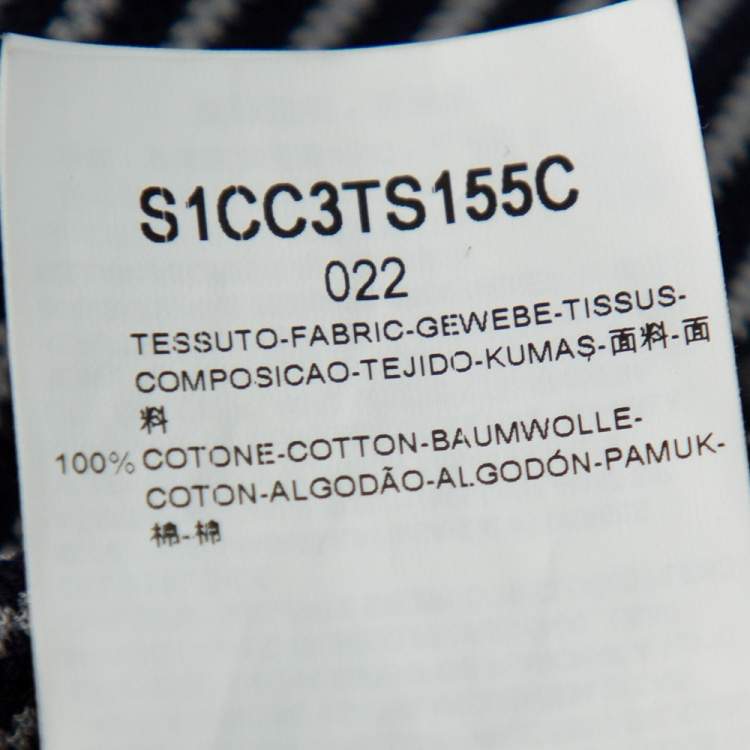 S1CC3TS155C
022
TESSUTO-FABRIC-GEWEBE-TISSUS-
COMPOSICAO-TEJIDO-KUMAŞ-面料-面
料
100% COTONE-COTTON-BAUMWOLLE-
COTON-ALGODÃO-ALGODÓN-PAMUK-
棉-棉